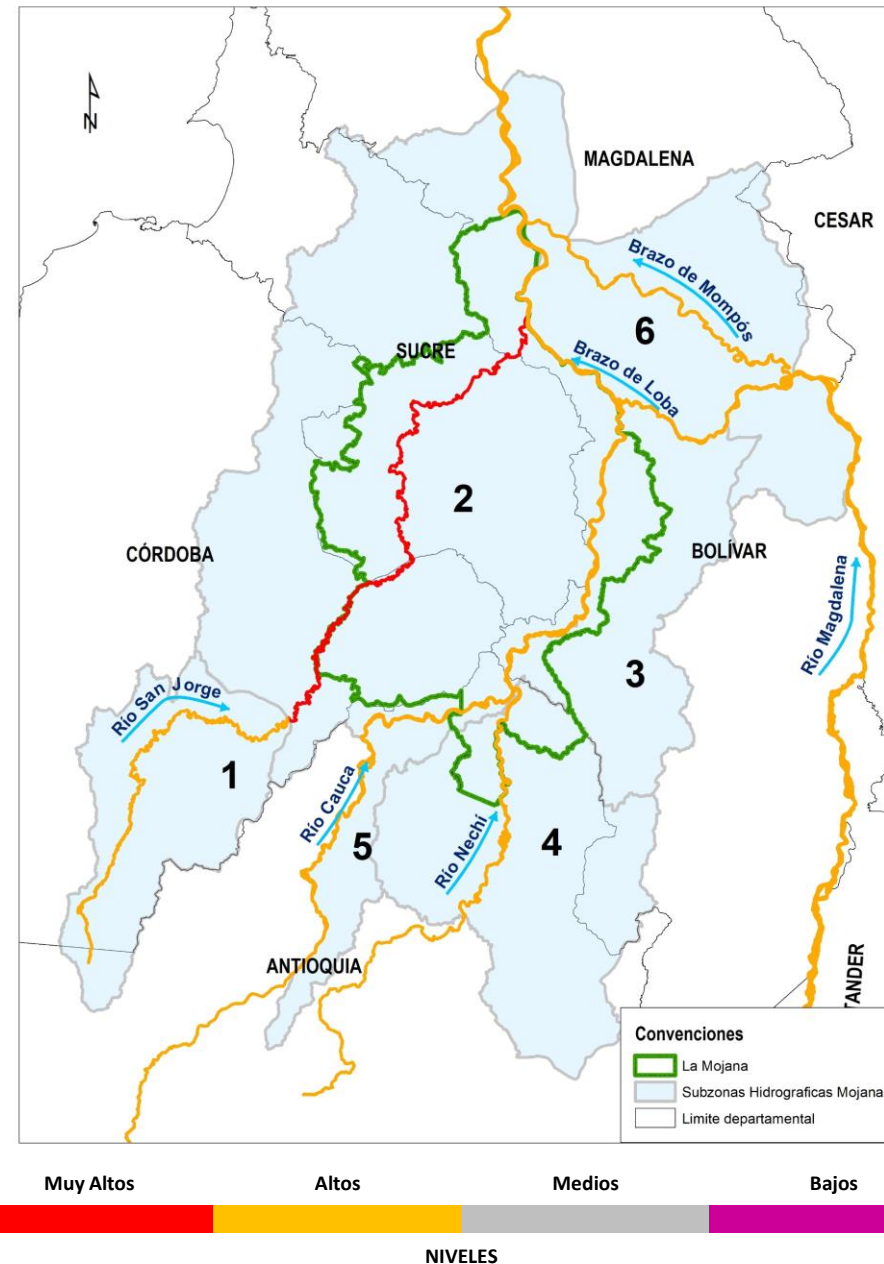 N
MAGDALENA
CESAR
Brazo de Mompós
6
SUCRE
Brazo de Loba
2
CÓRDOBA
BOLÍVAR
Río Magdalena
3
Río San Jorge
1
Río Cauca
5
Río Nechí
4
ANTIOQUIA
TANDER
Convenciones
La Mojana
Subzonas Hidrograficas Mojana
Limite departamental
Muy Altos Altos Medios Bajos
NIVELES